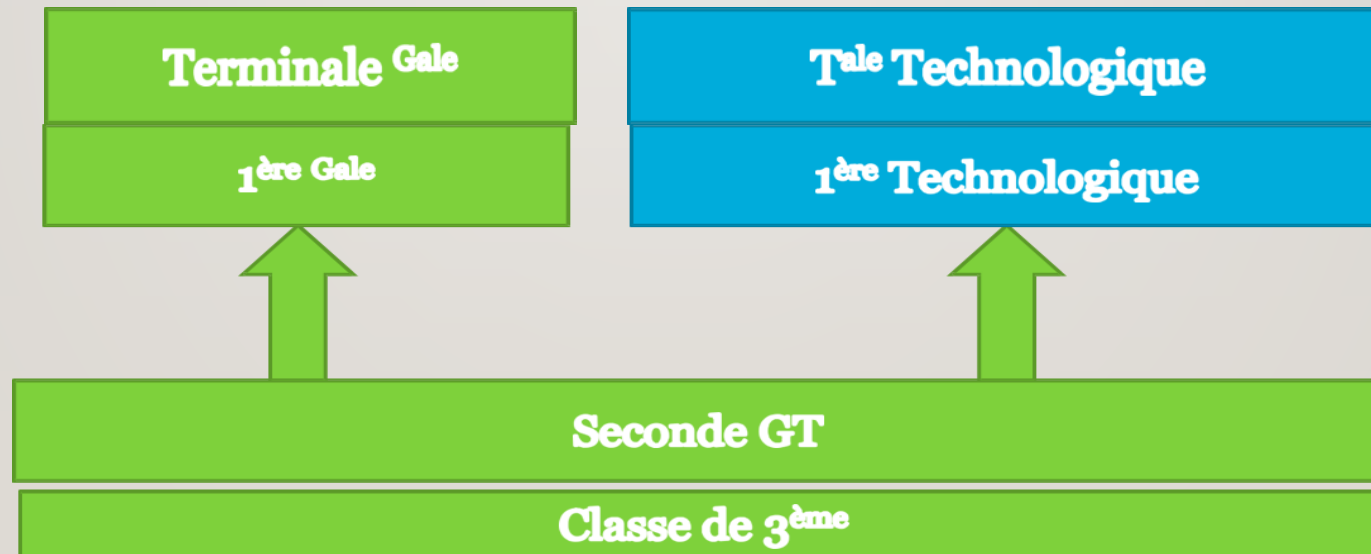 Terminale Gale
Tale Technologique
1ère Gale
1ère Technologique
Seconde GT
Classe de 3ème